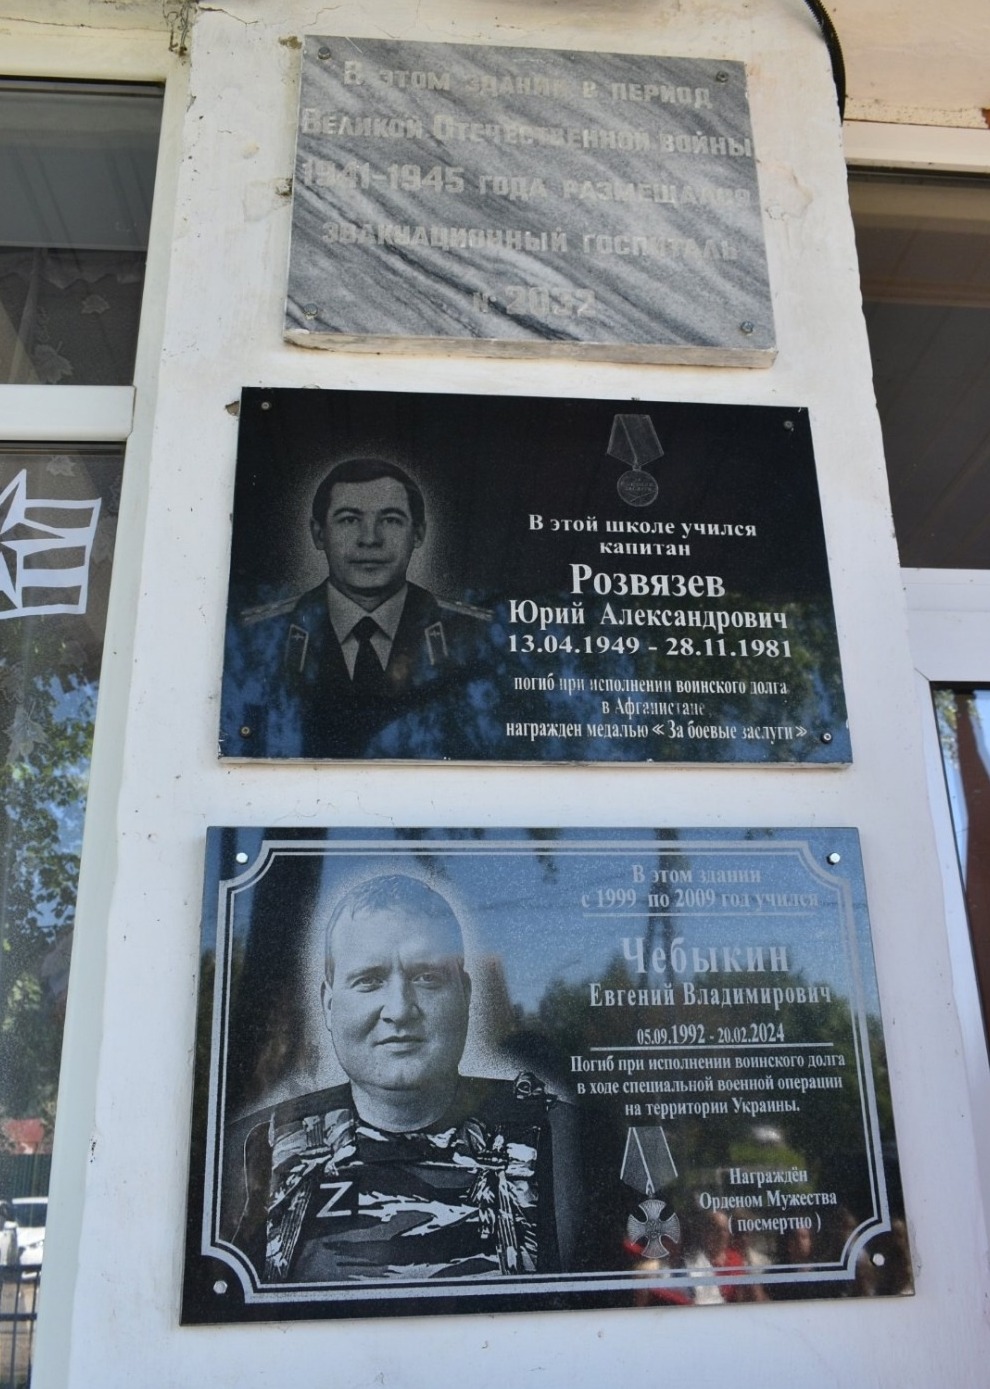 В этом здании в период
Великой Отечественной войны
1941-1945 года размещался
эвакуационный госпиталь
№ 2032
В этой школе учился
капитан
Розвязев
Юрий Александрович
13.04.1949 - 28.11.1981
погиб при исполнении воинского долга
в Афганистане,
награжден медалью « За боевые заслуги »
В этом здании
с 1999 по 2009 год учился
Чебыкин
Евгений Владимирович
05.09.1992 - 20.02.2024
Погиб при исполнении воинского долга
в ходе специальной военной операции
на территории Украины.
Z
Награждён
Орденом Мужества
( посмертно )